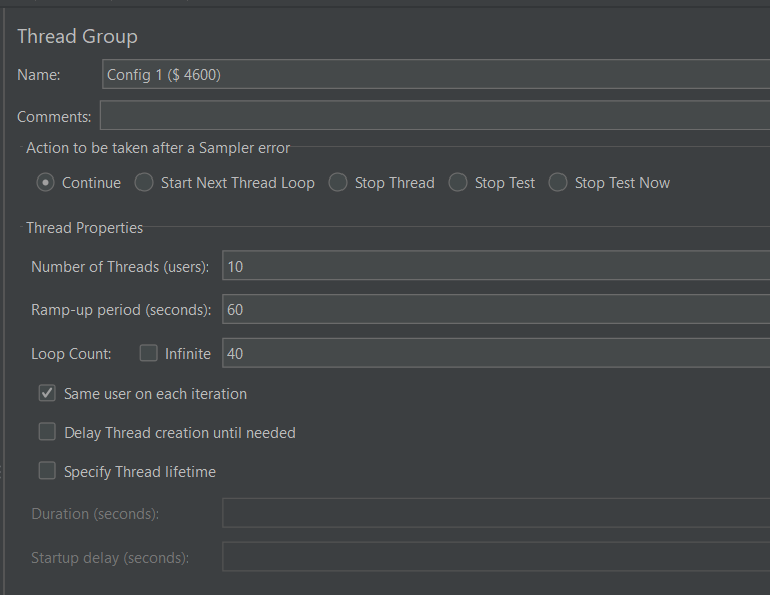 Thread Group
Name: Config 1 ($ 4600)
Comments:
Action to be taken after a Sampler error
Continue Start Next Thread Loop Stop Thread Stop Test Stop Test Now
Thread Properties
Number of Threads (users): 10
Ramp-up period (seconds): 60
Loop Count: Infinite 40
Same user on each iteration
Delay Thread creation until needed
Specify Thread lifetime
Duration (seconds):
Startup delay (seconds):